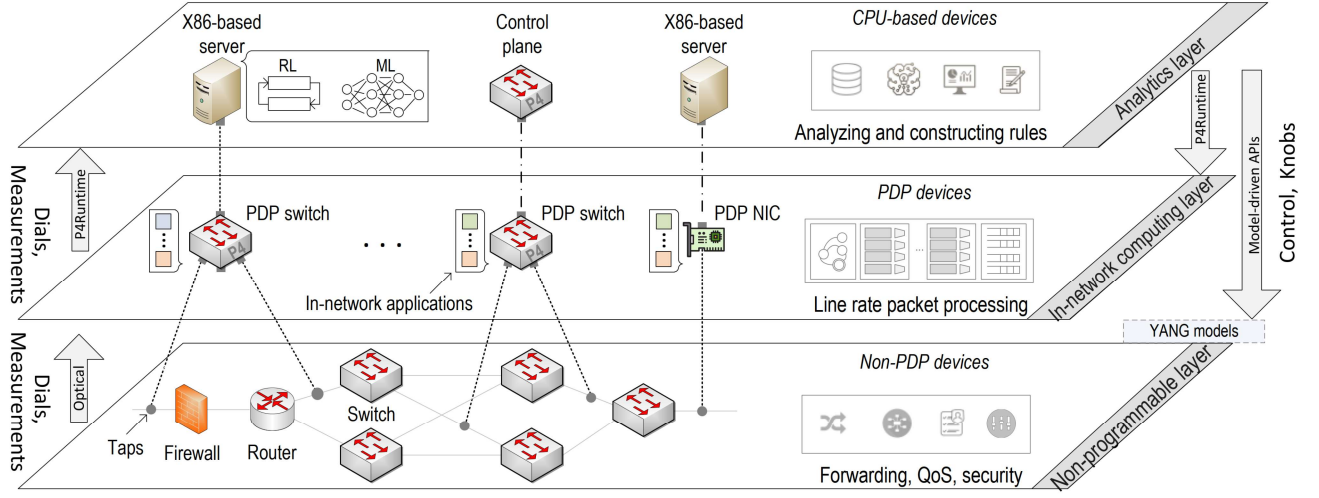 X86-based
server
RL
ML
Control
plane
X86-based
server
CPU-based devices
Analyzing and constructing rules
Analytics layer
P4
P4Runtime
Model-driven APIs
Control, Knobs
Dials,
Measurements
P4Runtime
PDP switch
P4
In-network applications
PDP switch
P4
PDP NIC
PDP devices
...
Line rate packet processing
In-network computing layer
YANG models
Dials,
Measurements
Optical
Taps
Firewall
Router
Switch
Non-PDP devices
Forwarding, QoS, security
Non-programmable layer